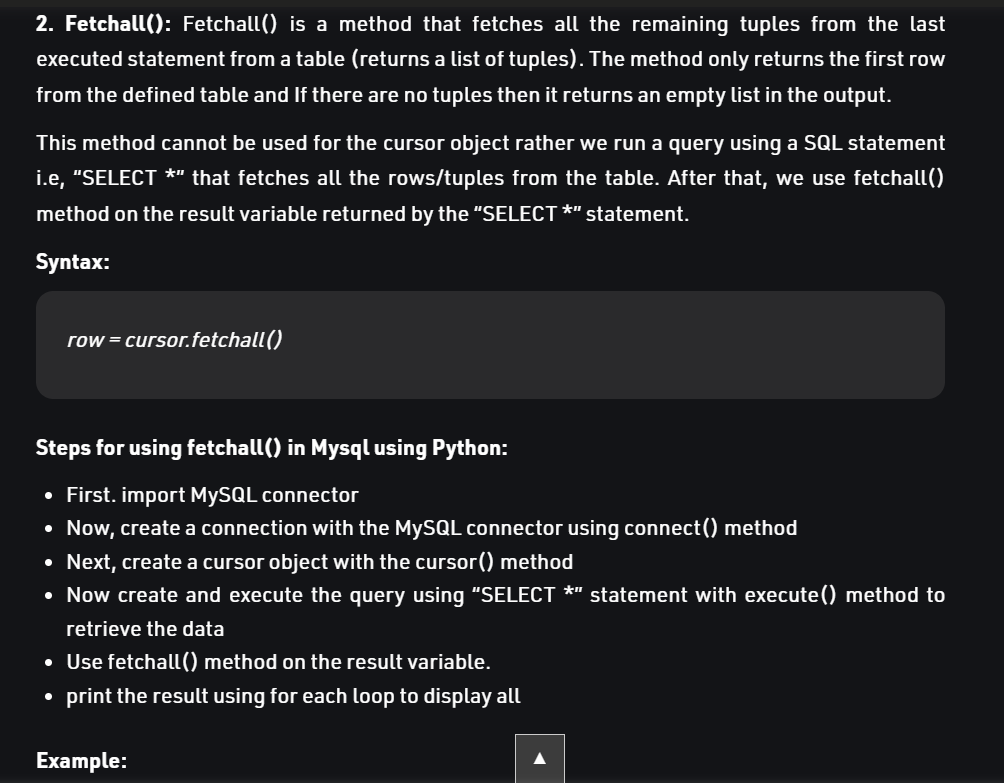 2. Fetchall(): Fetchall() is a method that fetches all the remaining tuples from the last
executed statement from a table (returns a list of tuples). The method only returns the first row
from the defined table and If there are no tuples then it returns an empty list in the output.
This method cannot be used for the cursor object rather we run a query using a SQL statement
i.e, “SELECT *” that fetches all the rows/tuples from the table. After that, we use fetchall()
method on the result variable returned by the “SELECT *” statement.
Syntax:
row = cursor.fetchall()
Steps for using fetchall() in Mysql using Python:
• First. import MySQL connector
• Now, create a connection with the MySQL connector using connect() method
• Next, create a cursor object with the cursor() method
• Now create and execute the query using “SELECT *” statement with execute() method to
retrieve the data
• Use fetchall() method on the result variable.
• print the result using for each loop to display all
Example: